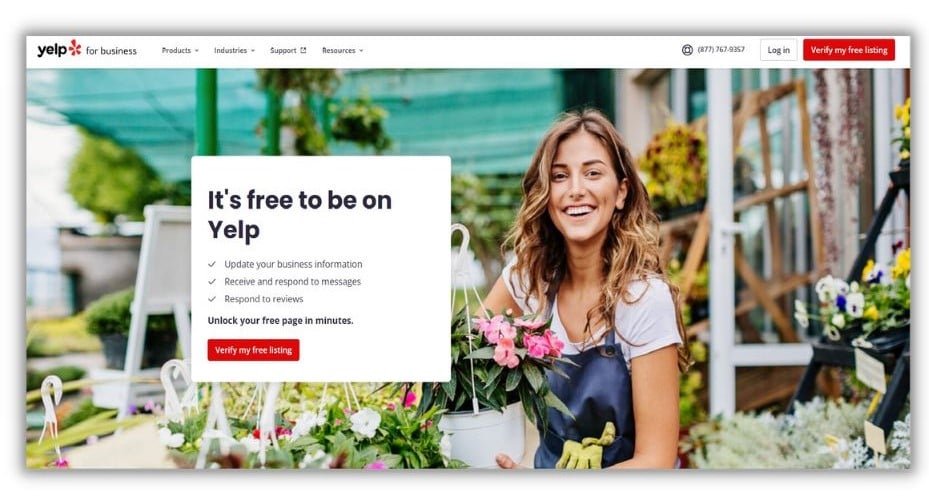 yelp for business
Products
Industries
Support
Resources
(877) 767-9357
Log in
Verify my free listing
It's free to be on
Yelp
Update your business information
Receive and respond to messages
Respond to reviews
Unlock your free page in minutes.
Verify my free listing